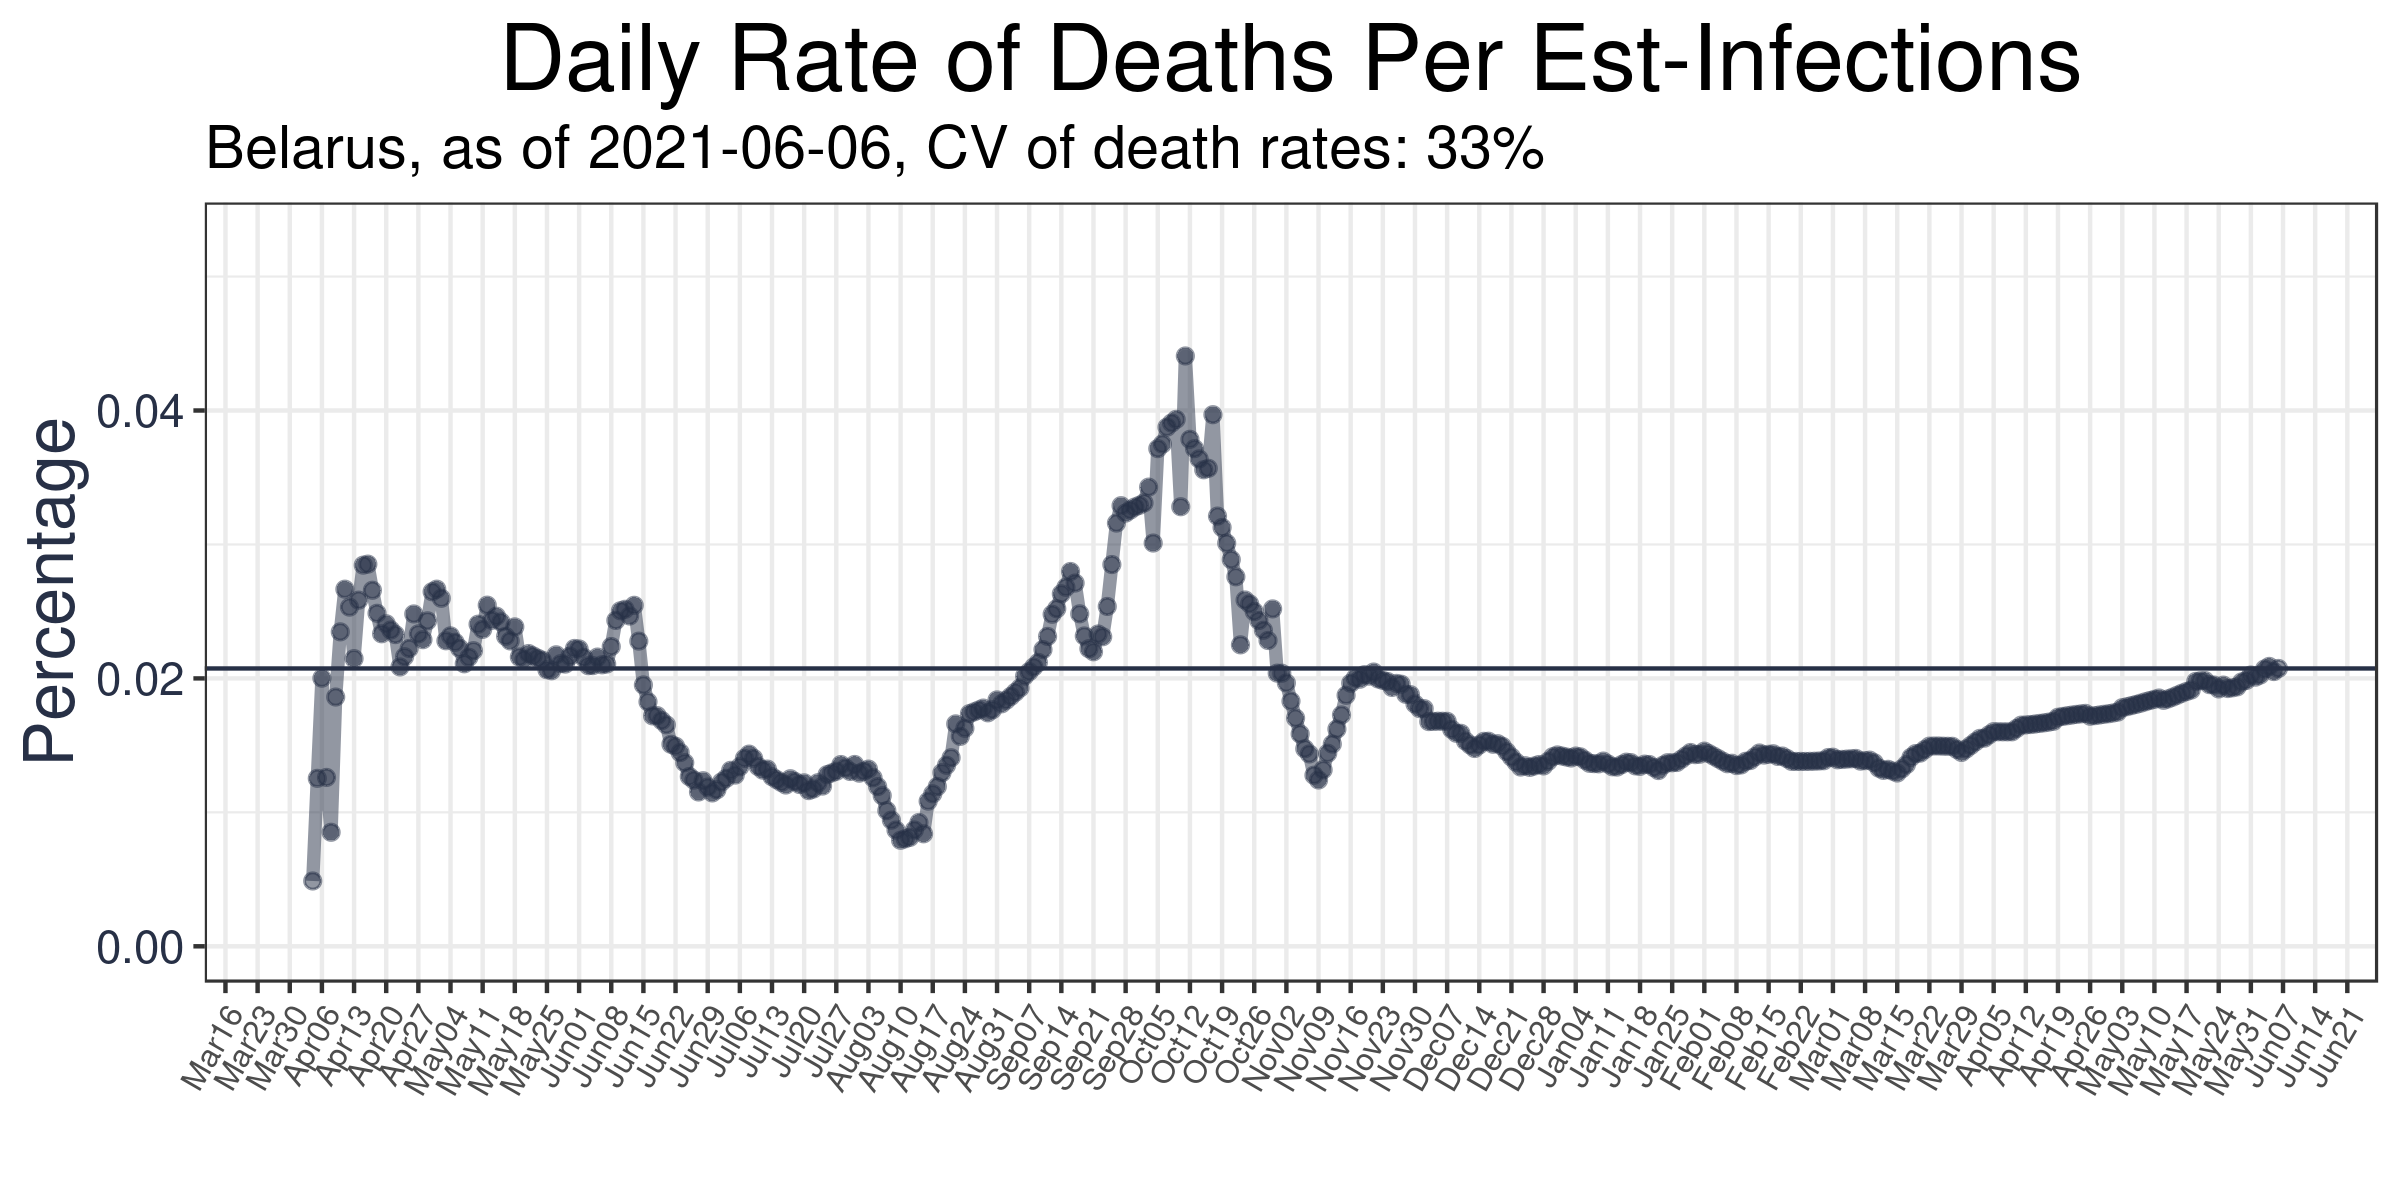 Daily Rate of Deaths Per Est-Infections
Belarus, as of 2021-06-06, CV of death rates: 33%
Percentage
0.04
0.02
0.00
Mar16 Mar23 Mar30 Apr06 Apr13 Apr20 Apr27 May04 May11 May18 May25 Jun01 Jun08 Jun15 Jun22 Jun29 Jul06 Jul13 Jul20 Jul27 Aug03 Aug10 Aug17 Aug24 Aug31 Sep07 Sep14 Sep21 Sep28 Oct05 Oct12 Oct19 Oct26 Nov02 Nov09 Nov16 Nov23 Nov30 Dec07 Dec14 Dec21 Dec28 Jan04 Jan11 Jan18 Jan25 Feb01 Feb08 Feb15 Feb22 Mar01 Mar08 Mar15 Mar22 Mar29 Apr05 Apr12 Apr19 Apr26 May03 May10 May17 May24 May31 Jun07 Jun14 Jun21